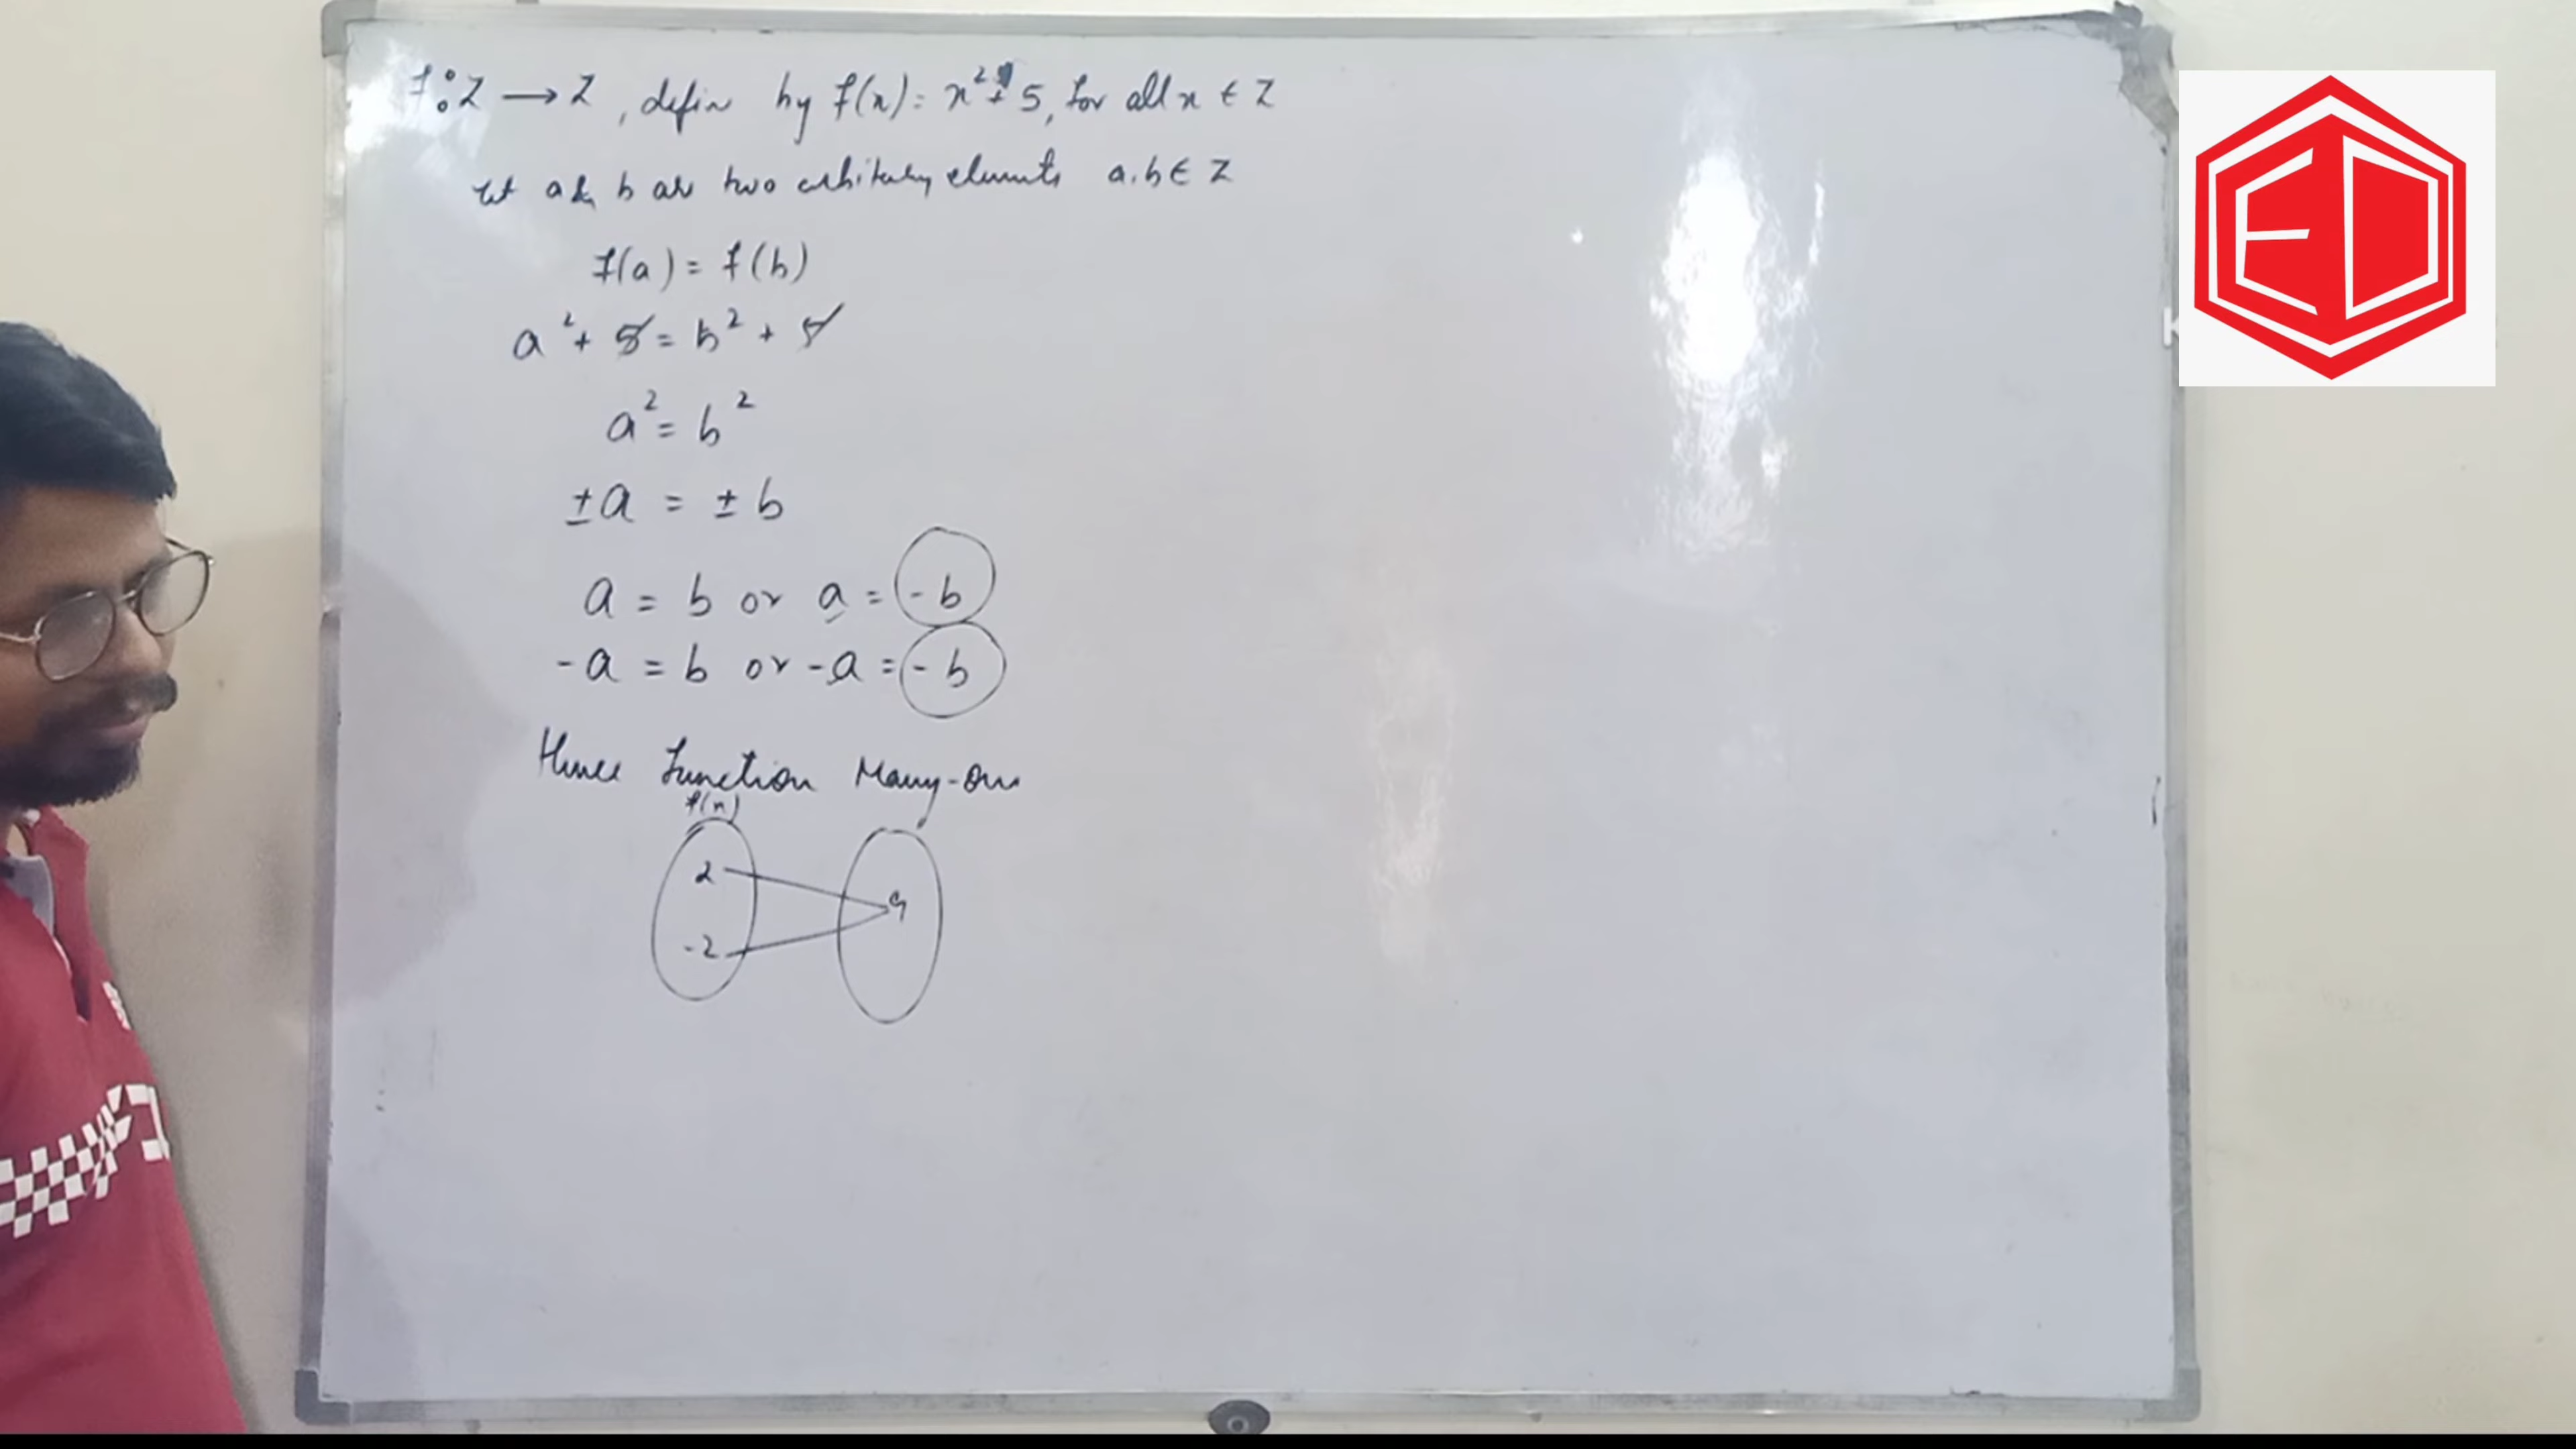 f: Z → Z, defin by f(x) = x² + 5, for all x ∈ Z
let a & b are two arbitrary elements a, b ∈ Z
f(a) = f(b)
a² + 5 = b² + 5
a² = b²
±a = ±b
a = b or a = -b
-a = b or -a = -b
Hence function Many-One
f(x)
2
9
-2
ED
K